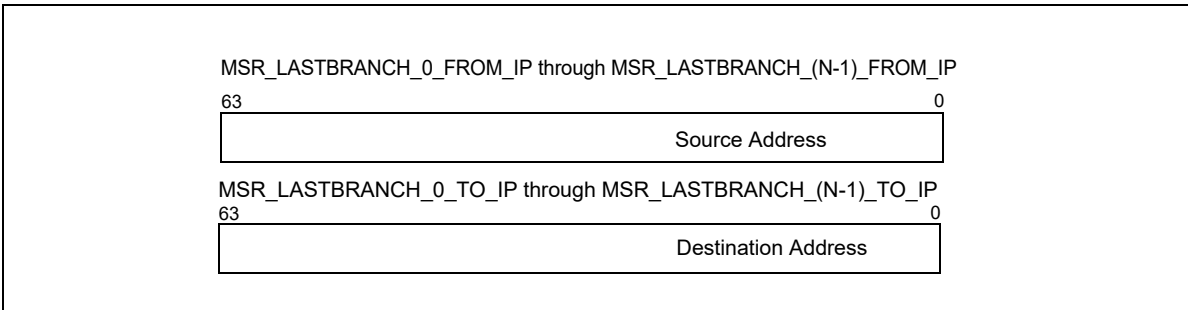 MSR_LASTBRANCH_0_FROM_IP through MSR_LASTBRANCH_(N-1)_FROM_IP
63 0
Source Address
MSR_LASTBRANCH_0_TO_IP through MSR_LASTBRANCH_(N-1)_TO_IP
63 0
Destination Address